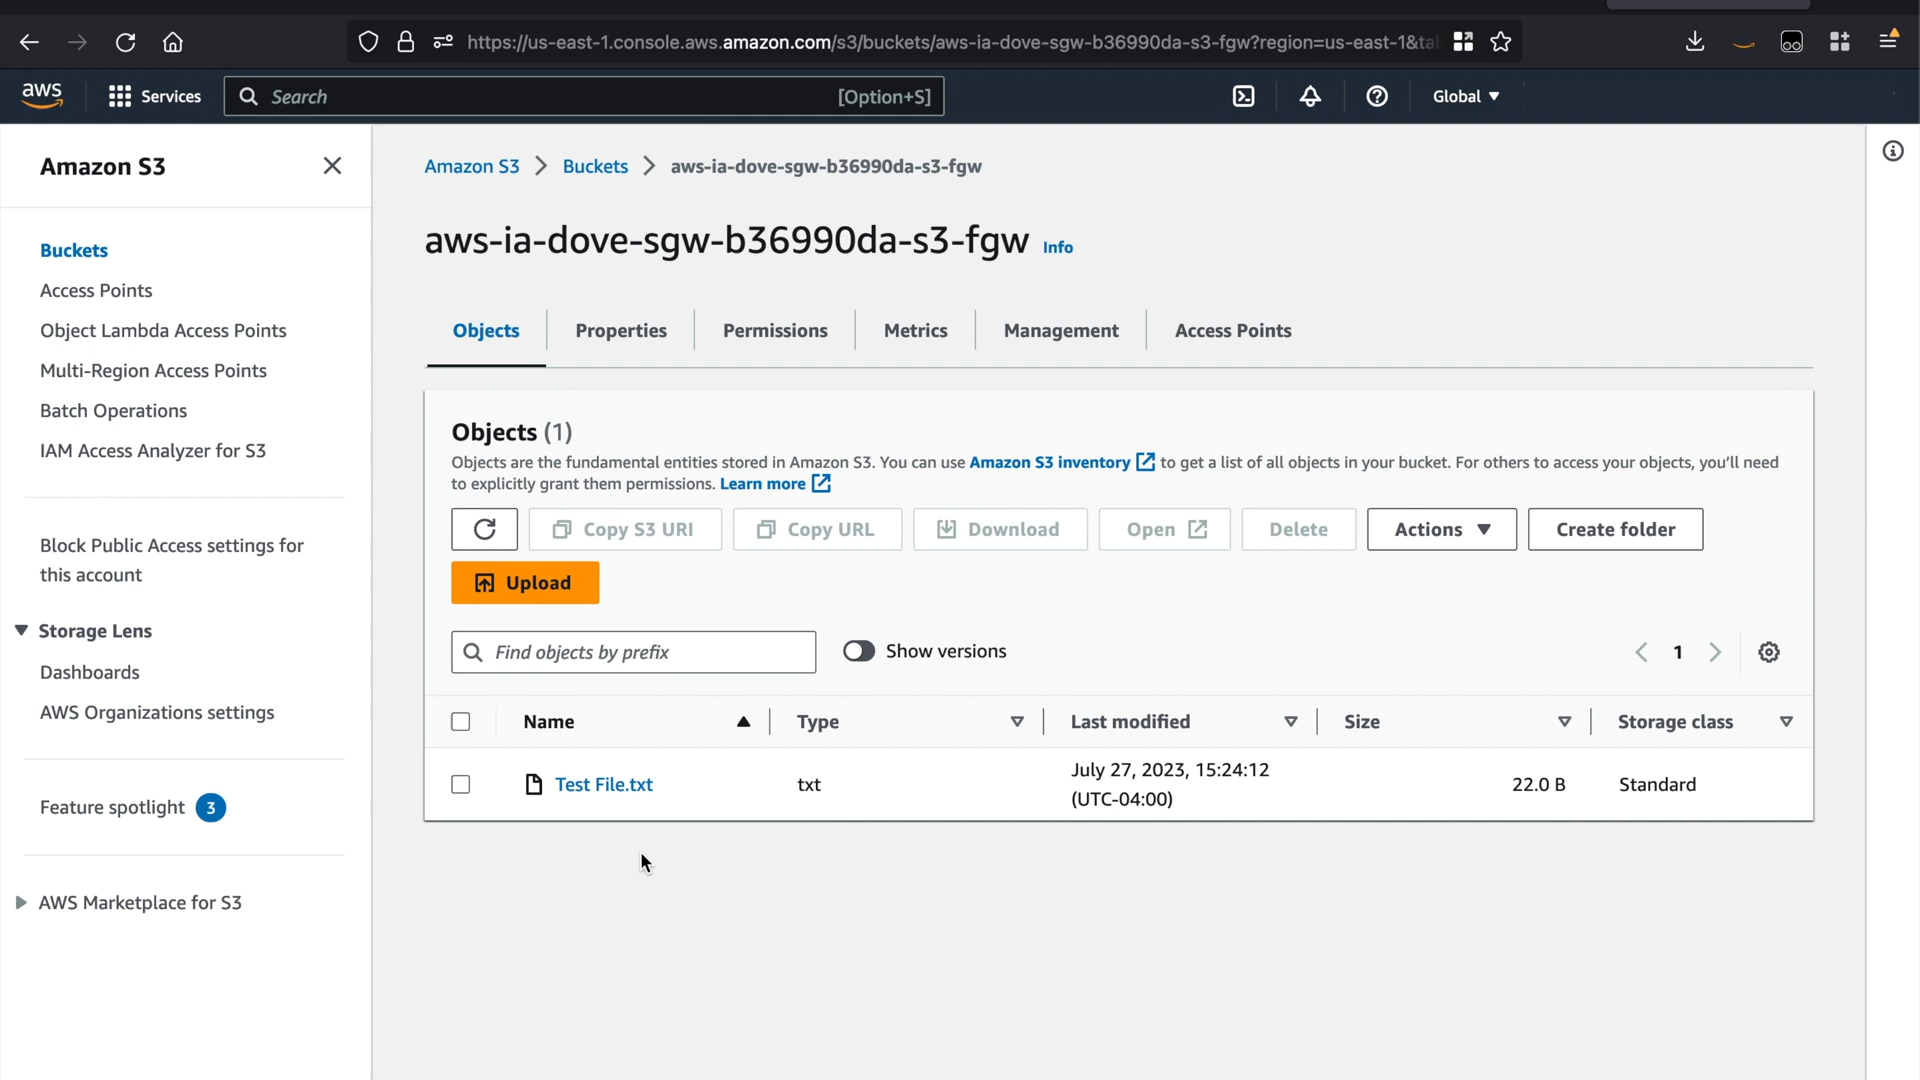 https://us-east-1.console.aws.amazon.com/s3/buckets/aws-ia-dove-sgw-b36990da-s3-fgw?region=us-east-1&ta
aws
Services
Search
[Option+S]
Global
Amazon S3
Buckets
Access Points
Object Lambda Access Points
Multi-Region Access Points
Batch Operations
IAM Access Analyzer for S3
Block Public Access settings for
this account
Storage Lens
Dashboards
AWS Organizations settings
Feature spotlight 3
AWS Marketplace for S3
Amazon S3 > Buckets > aws-ia-dove-sgw-b36990da-s3-fgw
aws-ia-dove-sgw-b36990da-s3-fgw Info
Objects
Properties
Permissions
Metrics
Management
Access Points
Objects (1)
Objects are the fundamental entities stored in Amazon S3. You can use Amazon S3 inventory to get a list of all objects in your bucket. For others to access your objects, you'll need
to explicitly grant them permissions. Learn more
Copy S3 URI
Copy URL
Download
Open
Delete
Actions
Create folder
Upload
Find objects by prefix
Show versions
1
Name
Type
Last modified
Size
Storage class
Test File.txt
txt
July 27, 2023, 15:24:12
(UTC-04:00)
22.0 B
Standard